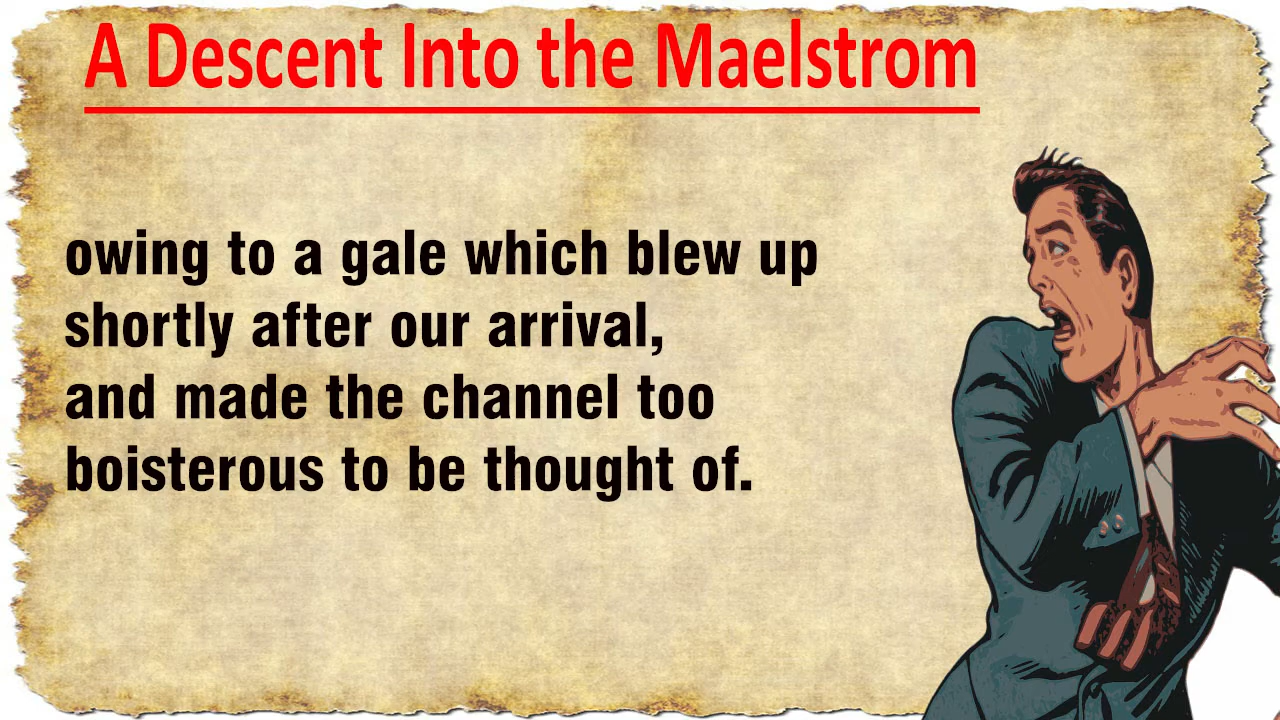 A Descent Into the Maelstrom
owing to a gale which blew up
shortly after our arrival,
and made the channel too
boisterous to be thought of.